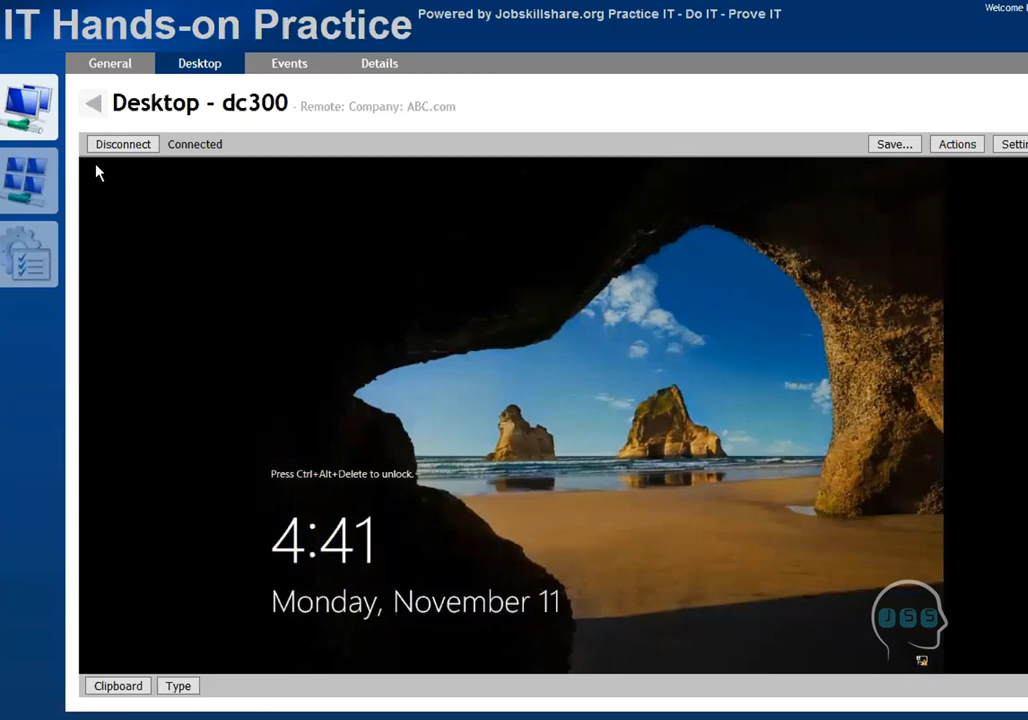 IT Hands-on Practice Powered by Jobskillshare.org Practice IT - Do IT - Prove IT
Welcome
General Desktop Events Details
Desktop - dc300 - Remote: Company: ABC.com
Disconnect Connected Save... Actions
Press Ctrl+Alt+Delete to unlock.
4:41
Monday, November 11
JSS
Clipboard Type